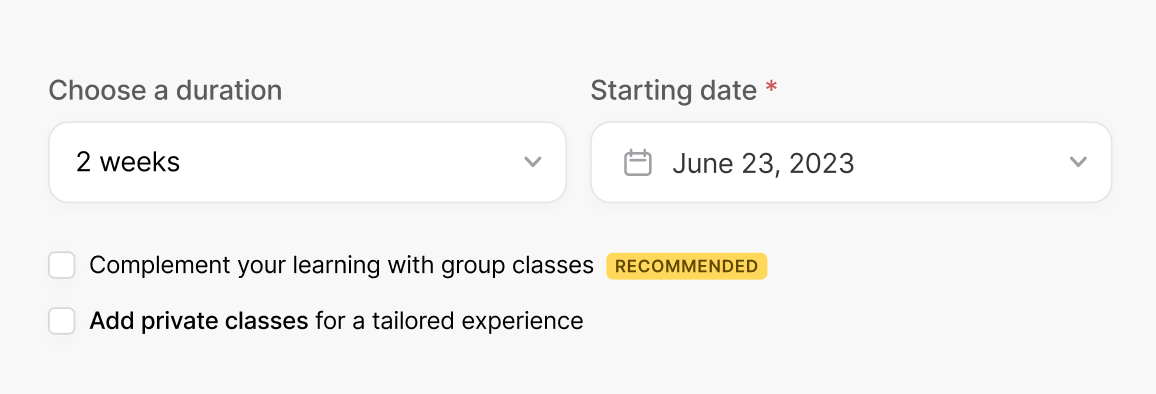 Choose a duration
Starting date *
2 weeks
June 23, 2023
Complement your learning with group classes RECOMMENDED
Add private classes for a tailored experience